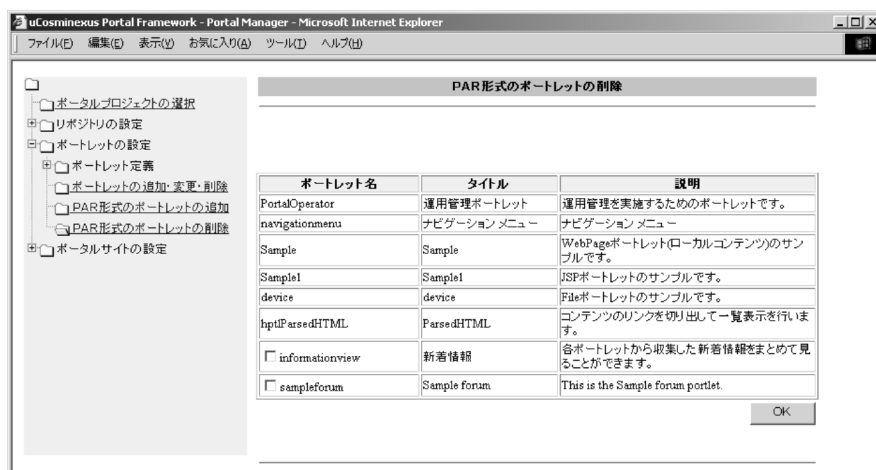 uCosminexus Portal Framework - Portal Manager - Microsoft Internet Explorer
ファイル(F) 編集(E) 表示(V) お気に入り(A) ツール(T) ヘルプ(H)
ポータルプロジェクトの選択
リポジトリの設定
ポートレットの設定
ポートレット定義
ポートレットの追加・変更・削除
PAR形式のポートレットの追加
PAR形式のポートレットの削除
ポータルサイトの設定
PAR形式のポートレットの削除
ポートレット名 タイトル 説明
PortalOperator 運用管理ポートレット 運用管理を実施するためのポートレットです。
navigationmenu ナビゲーション メニュー ナビゲーション メニュー
Sample Sample WebPageポートレット(ローカルコンテンツ)のサン
プルです。
Sample1 Sample1 JSPポートレットのサンプルです。
device device Fileポートレットのサンプルです。
hptlParsedHTML ParsedHTML コンテンツのリンクを切り出して一覧表示を行いま
す。
informationview 新着情報 各ポートレットから収集した新着情報をまとめて見
ることができます。
sampleforum Sample forum This is the Sample forum portlet.
OK